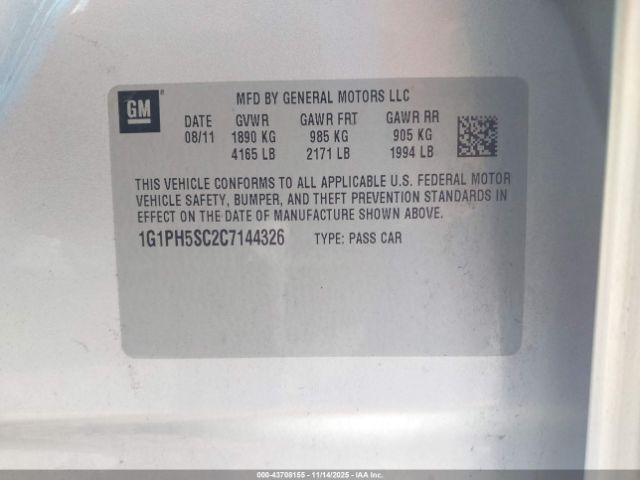 GM ®
MFD BY GENERAL MOTORS LLC
DATE GVWR GAWR FRT GAWR RR
08/11 1890 KG 985 KG 905 KG
4165 LB 2171 LB 1994 LB
THIS VEHICLE CONFORMS TO ALL APPLICABLE U.S. FEDERAL MOTOR
VEHICLE SAFETY, BUMPER, AND THEFT PREVENTION STANDARDS IN
EFFECT ON THE DATE OF MANUFACTURE SHOWN ABOVE.
1G1PH5SC2C7144326 TYPE: PASS CAR
000-43708155 - 11/14/2025 - IAA Inc.